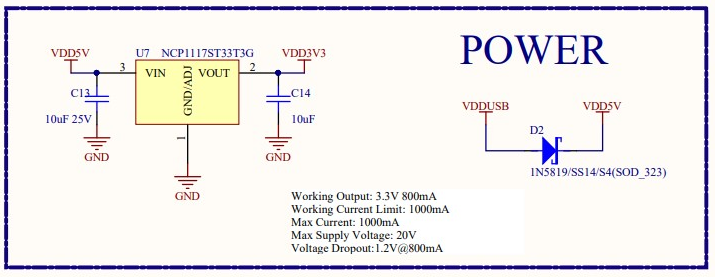 POWER
U7 NCP1117ST33T3G
VDD5V
VDD3V3
3
VIN
VOUT
2
GND/ADJ
1
C13
10uF 25V
GND
C14
10uF
GND
GND
VDDUSB
VDD5V
D2
1N5819/SS14/S4(SOD_323)
Working Output: 3.3V 800mA
Working Current Limit: 1000mA
Max Current: 1000mA
Max Supply Voltage: 20V
Voltage Dropout:1.2V@800mA